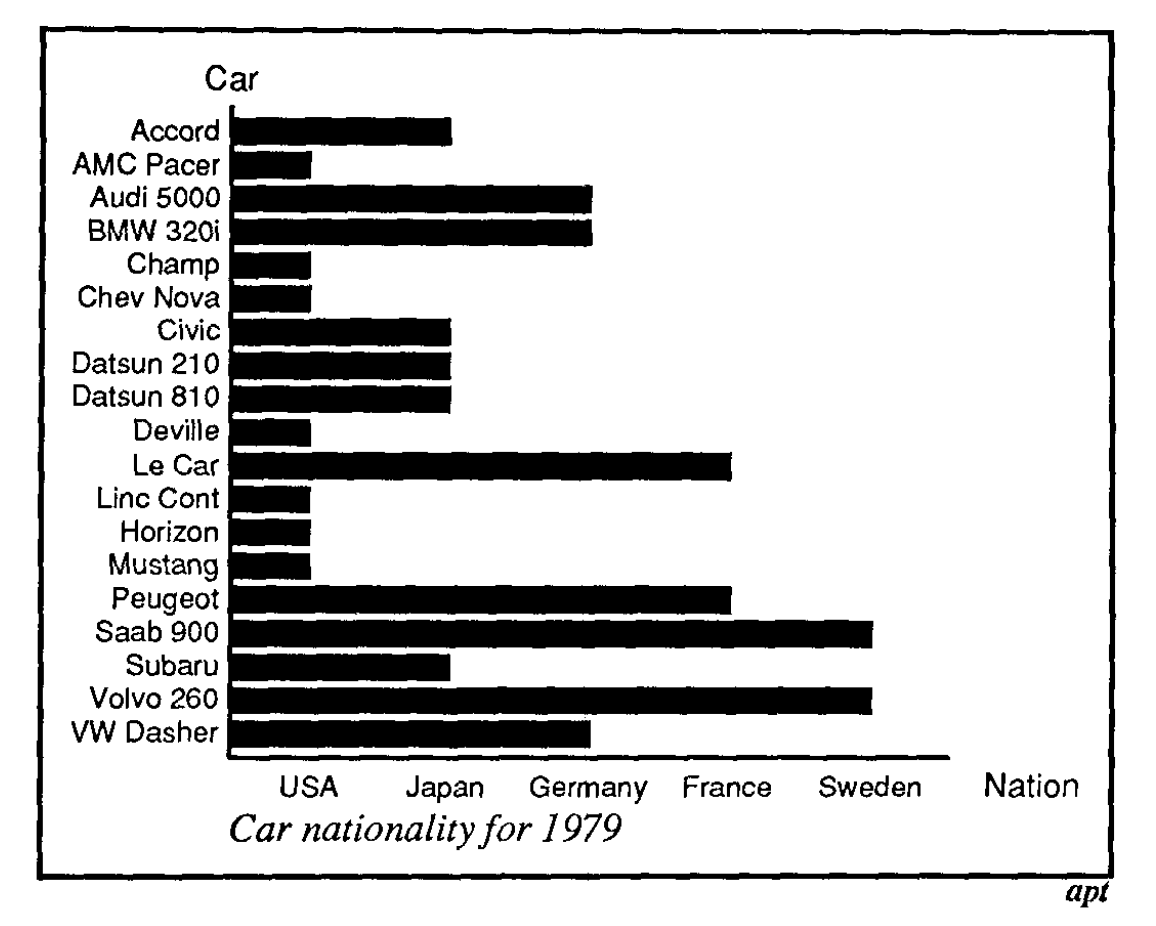 Car
Accord
AMC Pacer
Audi 5000
BMW 320i
Champ
Chev Nova
Civic
Datsun 210
Datsun 810
Deville
Le Car
Linc Cont
Horizon
Mustang
Peugeot
Saab 900
Subaru
Volvo 260
VW Dasher
USA Japan Germany France Sweden Nation
Car nationality for 1979
apt